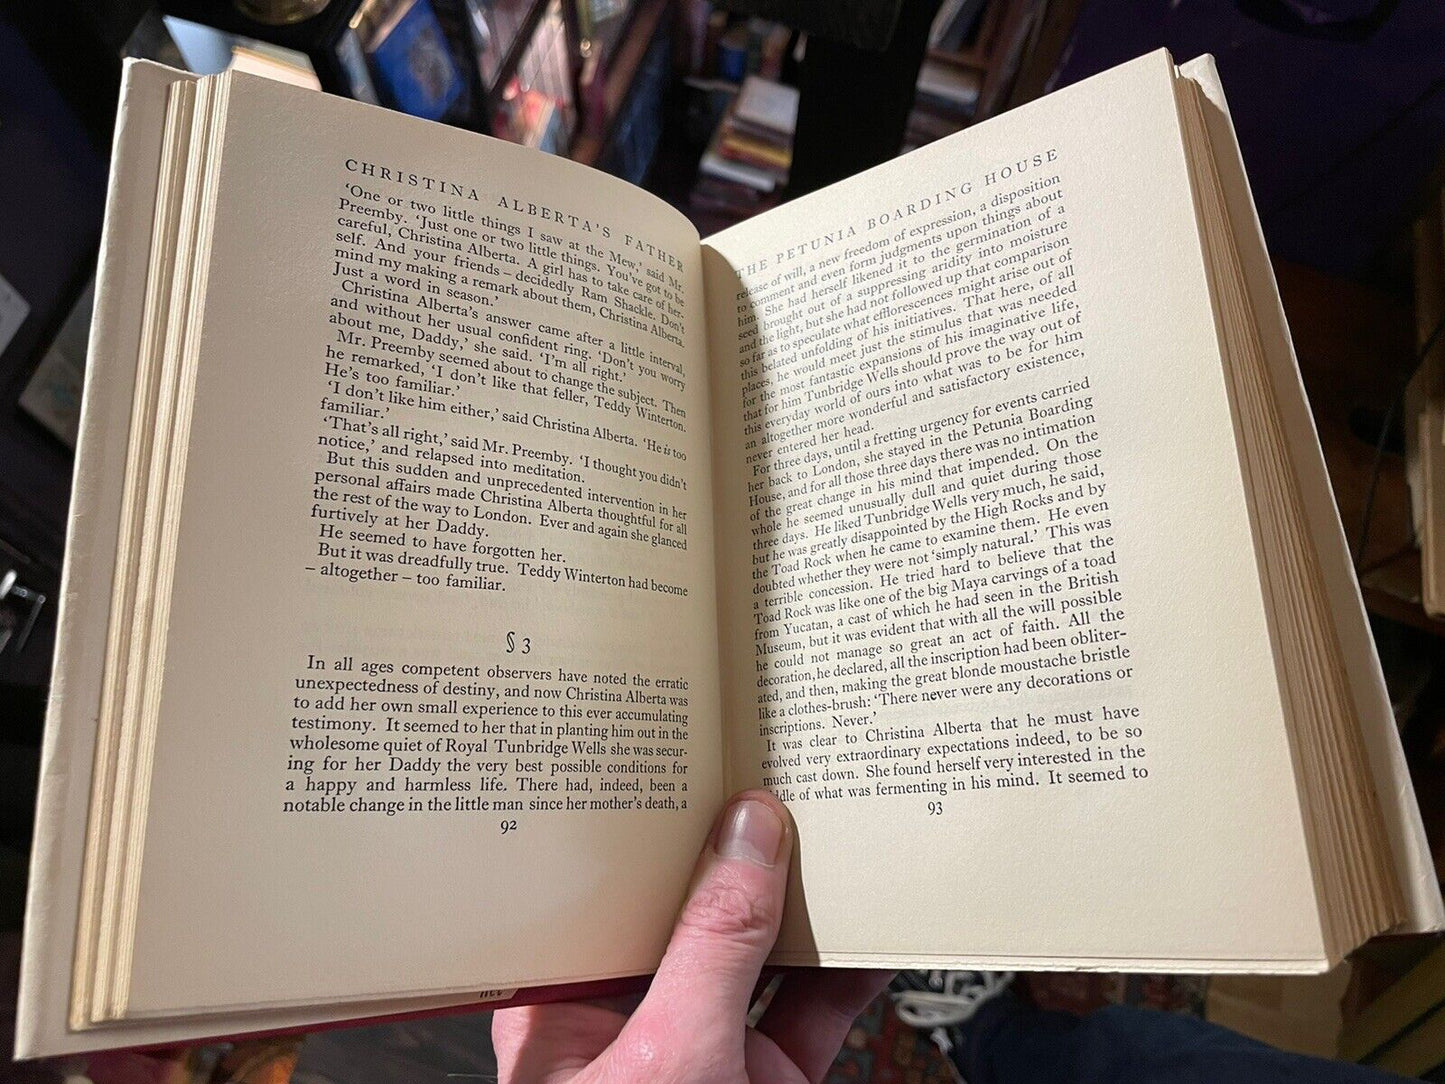 CHRISTINA ALBERTA'S FATHER
'One or two little things I saw at the Mew,' said Mr.
Preemby. 'Just one or two little things. You've got to be
careful, Christina Alberta. A girl has to take care of her-
self. And your friends – decidedly Ram Shackle. Don't
mind my making a remark about them, Christina Alberta.
Just a word in season.'
Christina Alberta's answer came after a little interval,
and without her usual confident ring. 'Don't you worry
about me, Daddy,' she said. 'I'm all right.'
Mr. Preemby seemed about to change the subject. Then
he remarked, 'I don't like that feller, Teddy Winterton.
He's too familiar.'
'I don't like him either,' said Christina Alberta. 'He is too
familiar.'
'That's all right,' said Mr. Preemby. 'I thought you didn't
notice,' and relapsed into meditation.
But this sudden and unprecedented intervention in her
personal affairs made Christina Alberta thoughtful for all
the rest of the way to London. Ever and again she glanced
furtively at her Daddy.
He seemed to have forgotten her.
But it was dreadfully true. Teddy Winterton had become
– altogether – too familiar.
§ 3
In all ages competent observers have noted the erratic
unexpectedness of destiny, and now Christina Alberta was
to add her own small experience to this ever accumulating
testimony. It seemed to her that in planting him out in the
wholesome quiet of Royal Tunbridge Wells she was secur-
ing for her Daddy the very best possible conditions for
a happy and harmless life. There had, indeed, been a
notable change in the little man since her mother's death, a
92
THE PETUNIA BOARDING HOUSE
release of will, a new freedom of expression, a disposition
to comment and even form judgments upon things about
him. She had herself likened it to the germination of a
seed brought out of a suppressing aridity into moisture
and the light, but she had not followed up that comparison
so far as to speculate what efflorescences might arise out of
this belated unfolding of his initiatives. That here, of all
places, he would meet just the stimulus that was needed
for the most fantastic expansions of his imaginative life,
that for him Tunbridge Wells should prove the way out of
this everyday world of ours into what was to be for him
an altogether more wonderful and satisfactory existence,
never entered her head.
For three days, until a fretting urgency for events carried
her back to London, she stayed in the Petunia Boarding
House, and for all those three days there was no intimation
of the great change in his mind that impended. On the
whole he seemed unusually dull and quiet during those
three days. He liked Tunbridge Wells very much, he said,
but he was greatly disappointed by the High Rocks and by
the Toad Rock when he came to examine them. He even
doubted whether they were not 'simply natural.' This was
a terrible concession. He tried hard to believe that the
Toad Rock was like one of the big Maya carvings of a toad
from Yucatan, a cast of which he had seen in the British
Museum, but it was evident that with all the will possible
he could not manage so great an act of faith. All the
decoration, he declared, all the inscription had been obliter-
ated, and then, making the great blonde moustache bristle
like a clothes-brush: 'There never were any decorations or
inscriptions. Never.'
It was clear to Christina Alberta that he must have
evolved very extraordinary expectations indeed, to be so
much cast down. She found herself very interested in the
of what was fermenting in his mind. It seemed to
93